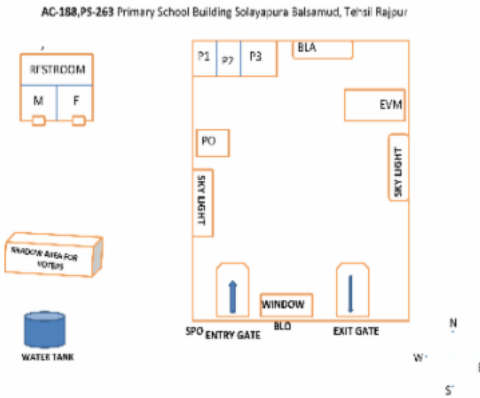 AC-188,PS-263 Primary School Building Solayapura Balsamud, Tehsil Rajpur
RESTROOM
M F
P1 P2 P3
BLA
EVM
PO
SKY LIGHT
SKY LIGHT
SHADOW AREA FOR
VOTERS
WATER TANK
WINDOW
SPO ENTRY GATE
BLO
EXIT GATE
N
W
S